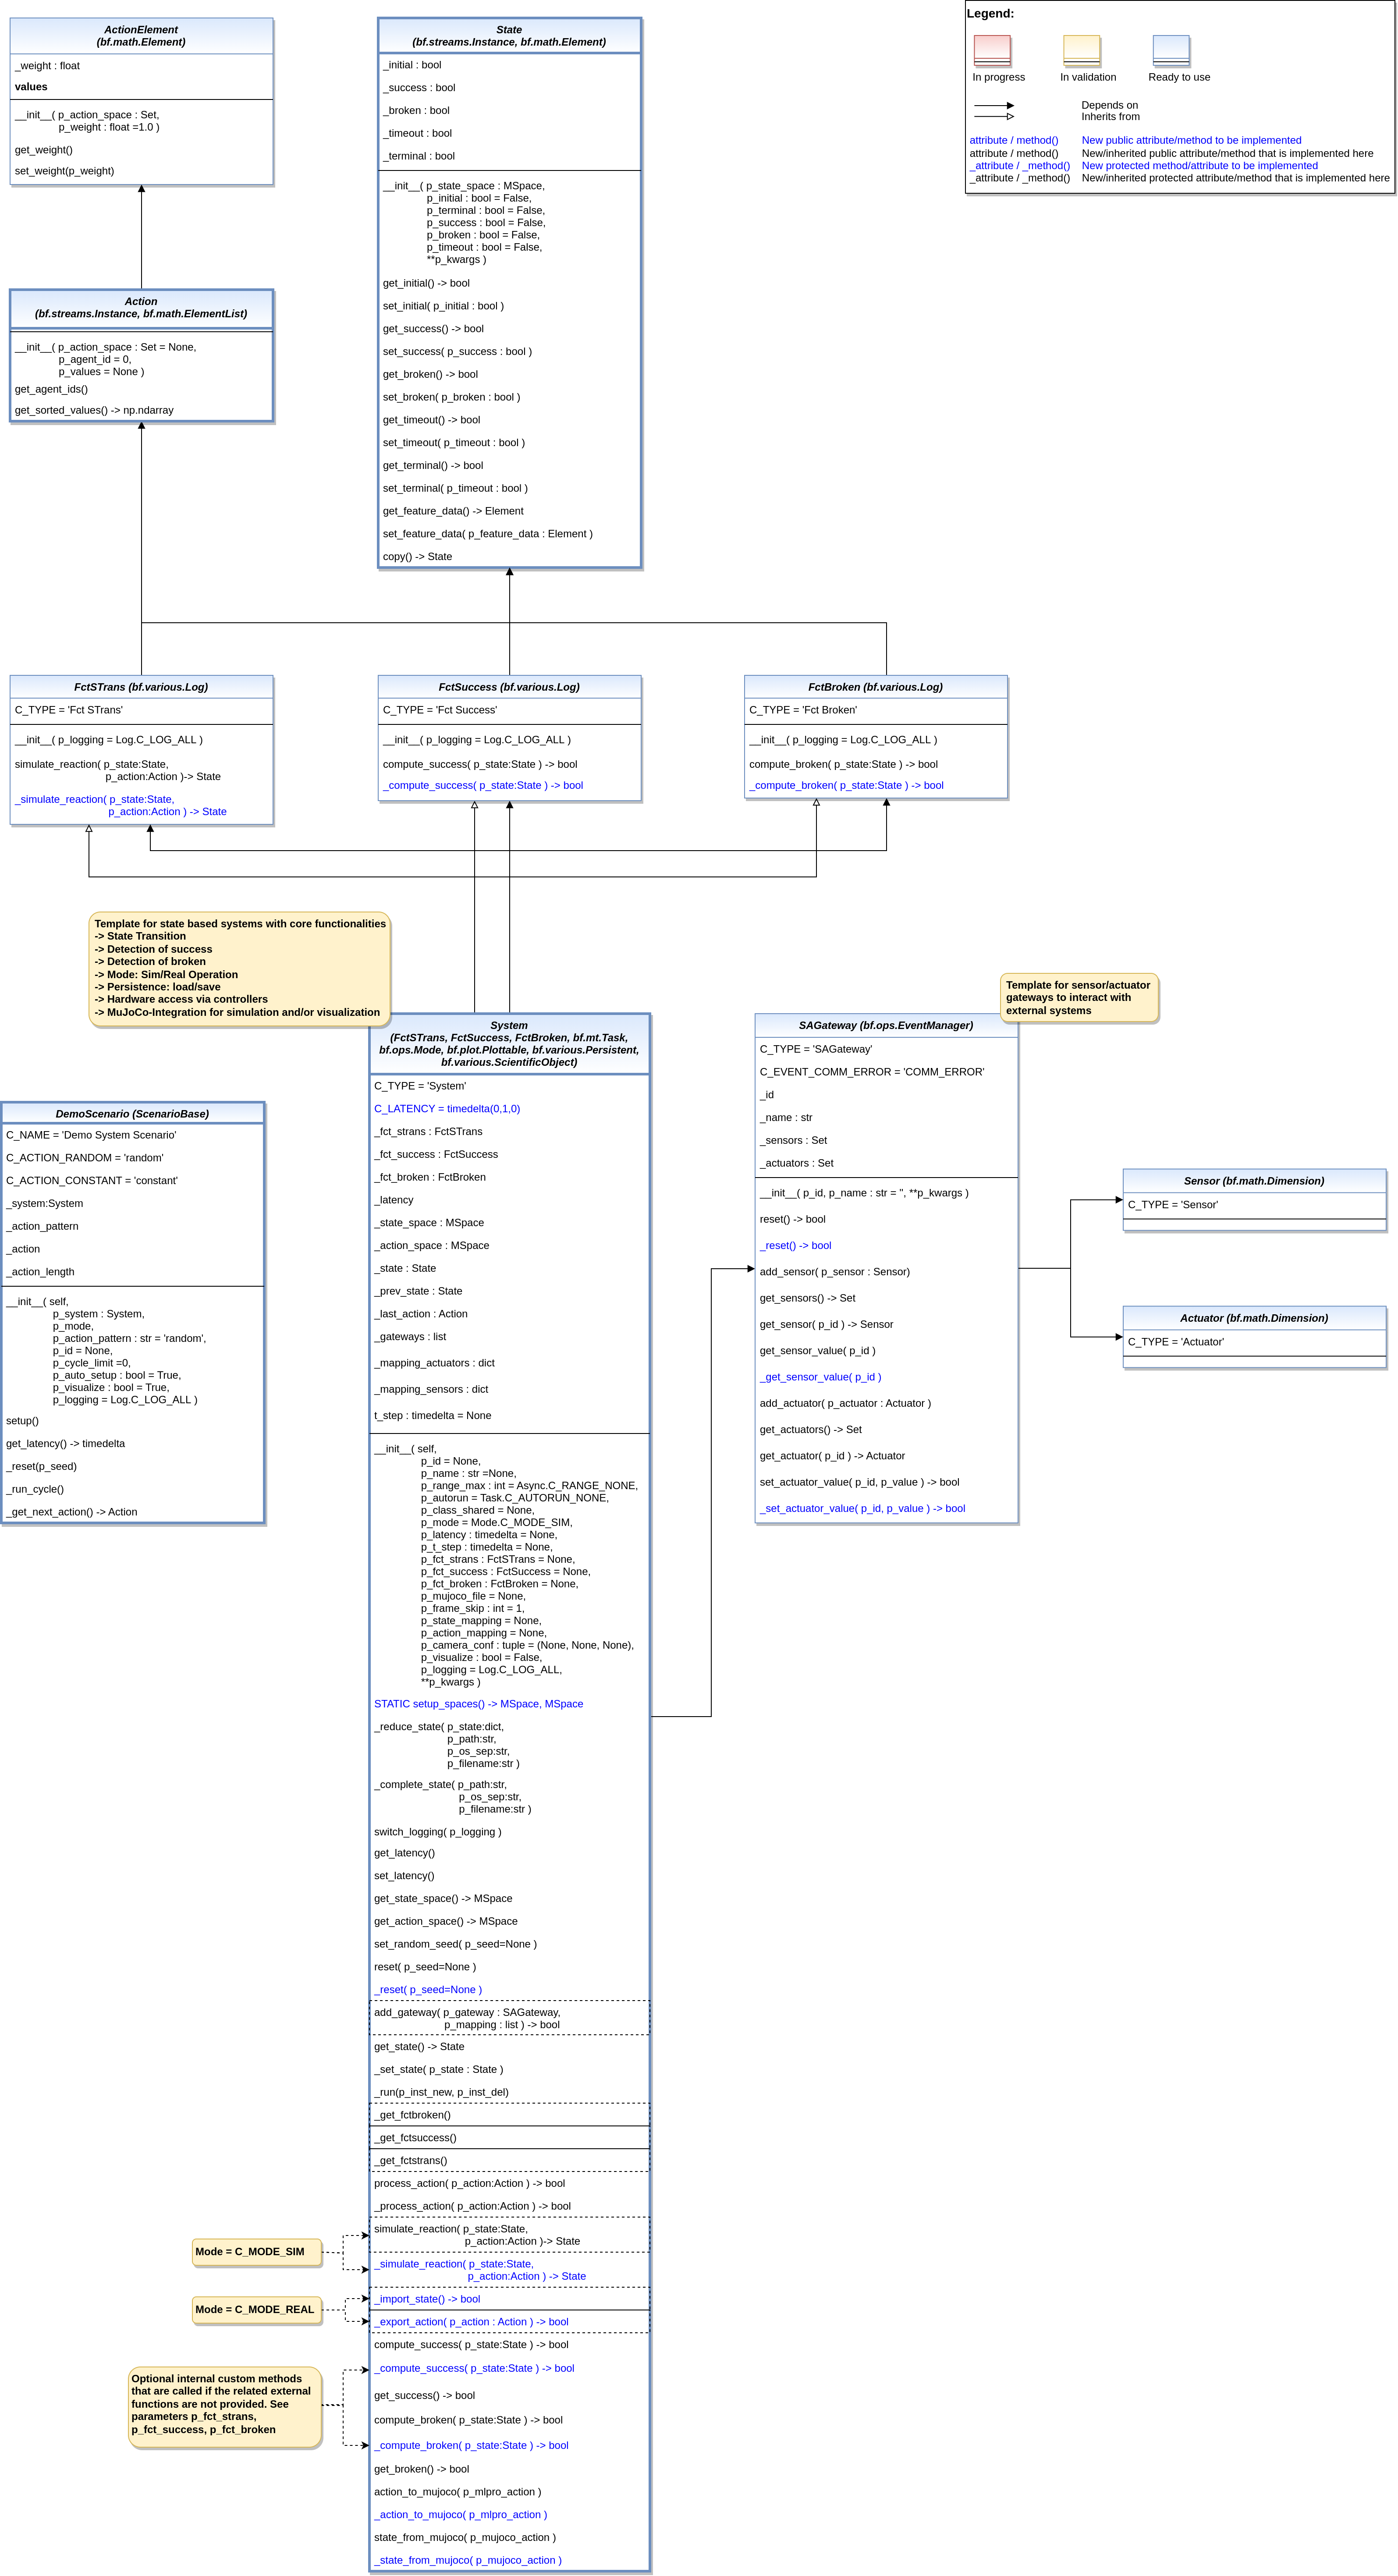 Legend:
In progress
In validation
Ready to use
Depends on
Inherits from
attribute / method() New public attribute/method to be implemented
attribute / method() New/inherited public attribute/method that is implemented here
_attribute / _method() New protected method/attribute to be implemented
_attribute / _method() New/inherited protected attribute/method that is implemented here
ActionElement
(bf.math.Element)
_weight : float
values
__init__( p_action_space : Set,
p_weight : float =1.0 )
get_weight()
set_weight(p_weight)
Action
(bf.streams.Instance, bf.math.ElementList)
__init__( p_action_space : Set = None,
p_agent_id = 0,
p_values = None )
get_agent_ids()
get_sorted_values() -> np.ndarray
State
(bf.streams.Instance, bf.math.Element)
_initial : bool
_success : bool
_broken : bool
_timeout : bool
_terminal : bool
__init__( p_state_space : MSpace,
p_initial : bool = False,
p_terminal : bool = False,
p_success : bool = False,
p_broken : bool = False,
p_timeout : bool = False,
**p_kwargs )
get_initial() -> bool
set_initial( p_initial : bool )
get_success() -> bool
set_success( p_success : bool )
get_broken() -> bool
set_broken( p_broken : bool )
get_timeout() -> bool
set_timeout( p_timeout : bool )
get_terminal() -> bool
set_terminal( p_timeout : bool )
get_feature_data() -> Element
set_feature_data( p_feature_data : Element )
copy() -> State
FctSTrans (bf.various.Log)
C_TYPE = 'Fct STrans'
__init__( p_logging = Log.C_LOG_ALL )
simulate_reaction( p_state:State,
p_action:Action )-> State
_simulate_reaction( p_state:State,
p_action:Action ) -> State
FctSuccess (bf.various.Log)
C_TYPE = 'Fct Success'
__init__( p_logging = Log.C_LOG_ALL )
compute_success( p_state:State ) -> bool
_compute_success( p_state:State ) -> bool
FctBroken (bf.various.Log)
C_TYPE = 'Fct Broken'
__init__( p_logging = Log.C_LOG_ALL )
compute_broken( p_state:State ) -> bool
_compute_broken( p_state:State ) -> bool
Template for state based systems with core functionalities
-> State Transition
-> Detection of success
-> Detection of broken
-> Mode: Sim/Real Operation
-> Persistence: load/save
-> Hardware access via controllers
-> MuJoCo-Integration for simulation and/or visualization
DemoScenario (ScenarioBase)
C_NAME = 'Demo System Scenario'
C_ACTION_RANDOM = 'random'
C_ACTION_CONSTANT = 'constant'
_system:System
_action_pattern
_action
_action_length
__init__( self,
p_system : System,
p_mode,
p_action_pattern : str = 'random',
p_id = None,
p_cycle_limit =0,
p_auto_setup : bool = True,
p_visualize : bool = True,
p_logging = Log.C_LOG_ALL )
setup()
get_latency() -> timedelta
_reset(p_seed)
_run_cycle()
_get_next_action() -> Action
System
(FctSTrans, FctSuccess, FctBroken, bf.mt.Task,
bf.ops.Mode, bf.plot.Plottable, bf.various.Persistent,
bf.various.ScientificObject)
C_TYPE = 'System'
C_LATENCY = timedelta(0,1,0)
_fct_strans : FctSTrans
_fct_success : FctSuccess
_fct_broken : FctBroken
_latency
_state_space : MSpace
_action_space : MSpace
_state : State
_prev_state : State
_last_action : Action
_gateways : list
_mapping_actuators : dict
_mapping_sensors : dict
t_step : timedelta = None
__init__( self,
p_id = None,
p_name : str =None,
p_range_max : int = Async.C_RANGE_NONE,
p_autorun = Task.C_AUTORUN_NONE,
p_class_shared = None,
p_mode = Mode.C_MODE_SIM,
p_latency : timedelta = None,
p_t_step : timedelta = None,
p_fct_strans : FctSTrans = None,
p_fct_success : FctSuccess = None,
p_fct_broken : FctBroken = None,
p_mujoco_file = None,
p_frame_skip : int = 1,
p_state_mapping = None,
p_action_mapping = None,
p_camera_conf : tuple = (None, None, None),
p_visualize : bool = False,
p_logging = Log.C_LOG_ALL,
**p_kwargs )
STATIC setup_spaces() -> MSpace, MSpace
_reduce_state( p_state:dict,
p_path:str,
p_os_sep:str,
p_filename:str )
_complete_state( p_path:str,
p_os_sep:str,
p_filename:str )
switch_logging( p_logging )
get_latency()
set_latency()
get_state_space() -> MSpace
get_action_space() -> MSpace
set_random_seed( p_seed=None )
reset( p_seed=None )
_reset( p_seed=None )
add_gateway( p_gateway : SAGateway,
p_mapping : list ) -> bool
get_state() -> State
_set_state( p_state : State )
_run(p_inst_new, p_inst_del)
_get_fctbroken()
_get_fctsuccess()
_get_fctstrans()
process_action( p_action:Action ) -> bool
_process_action( p_action:Action ) -> bool
simulate_reaction( p_state:State,
p_action:Action )-> State
_simulate_reaction( p_state:State,
p_action:Action ) -> State
_import_state() -> bool
_export_action( p_action : Action ) -> bool
compute_success( p_state:State ) -> bool
_compute_success( p_state:State ) -> bool
get_success() -> bool
compute_broken( p_state:State ) -> bool
_compute_broken( p_state:State ) -> bool
get_broken() -> bool
action_to_mujoco( p_mlpro_action )
_action_to_mujoco( p_mlpro_action )
state_from_mujoco( p_mujoco_action )
_state_from_mujoco( p_mujoco_action )
Mode = C_MODE_SIM
Mode = C_MODE_REAL
Optional internal custom methods
that are called if the related external
functions are not provided. See
parameters p_fct_strans,
p_fct_success, p_fct_broken
Template for sensor/actuator
gateways to interact with
external systems
SAGateway (bf.ops.EventManager)
C_TYPE = 'SAGateway'
C_EVENT_COMM_ERROR = 'COMM_ERROR'
_id
_name : str
_sensors : Set
_actuators : Set
__init__( p_id, p_name : str = '', **p_kwargs )
reset() -> bool
_reset() -> bool
add_sensor( p_sensor : Sensor)
get_sensors() -> Set
get_sensor( p_id ) -> Sensor
get_sensor_value( p_id )
_get_sensor_value( p_id )
add_actuator( p_actuator : Actuator )
get_actuators() -> Set
get_actuator( p_id ) -> Actuator
set_actuator_value( p_id, p_value ) -> bool
_set_actuator_value( p_id, p_value ) -> bool
Sensor (bf.math.Dimension)
C_TYPE = 'Sensor'
Actuator (bf.math.Dimension)
C_TYPE = 'Actuator'